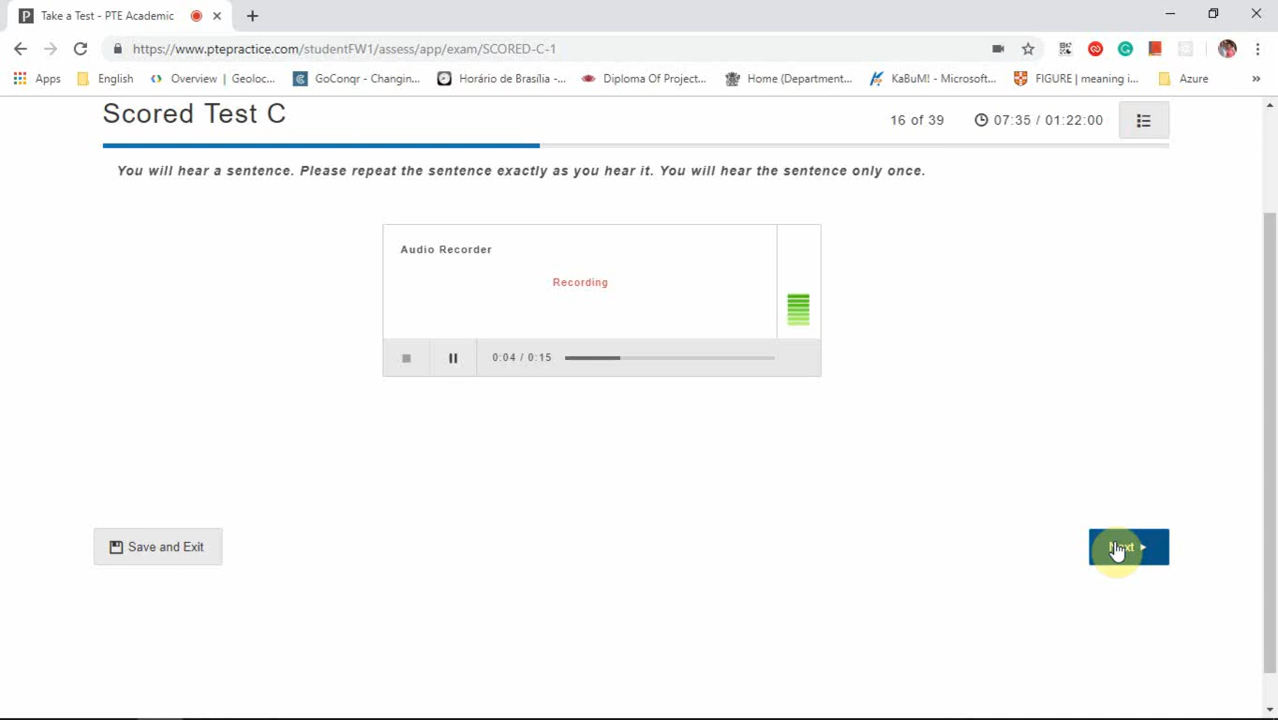 Take a Test - PTE Academic
https://www.ptepractice.com/studentFW1/assess/app/exam/SCORED-C-1
Apps English Overview | Geoloc... GoConqr - Changin... Horário de Brasília -... Diploma Of Project... Home (Department... KaBuM! - Microsoft... FIGURE | meaning i... Azure »
Scored Test C
16 of 39 07:35 / 01:22:00
You will hear a sentence. Please repeat the sentence exactly as you hear it. You will hear the sentence only once.
Audio Recorder
Recording
0:04 / 0:15
Save and Exit
Next